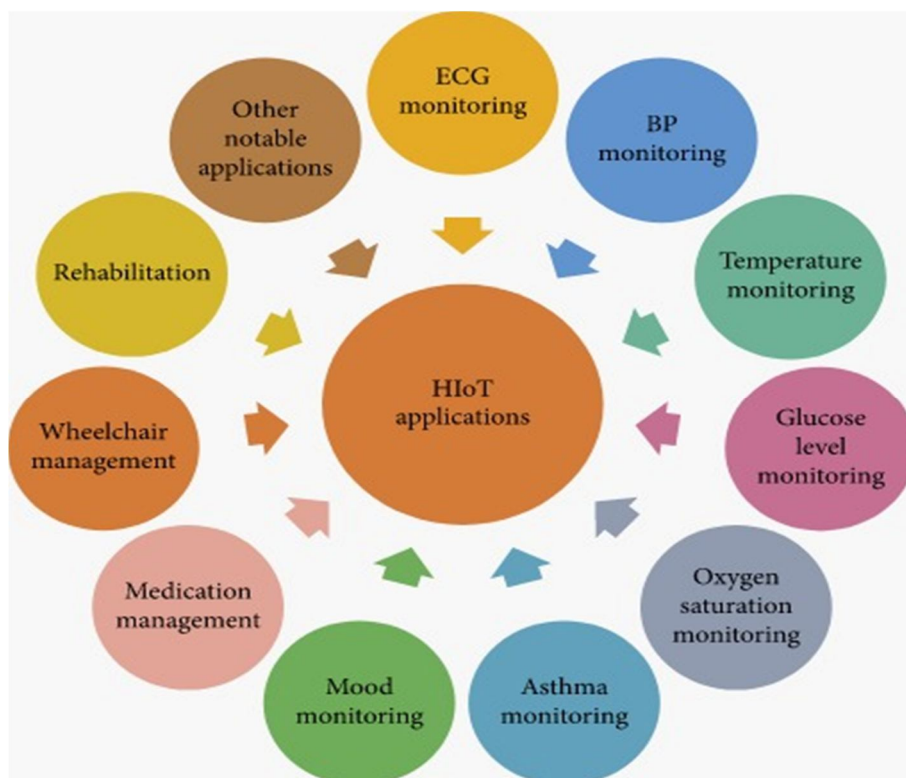 ECG
monitoring
BP
monitoring
Temperature
monitoring
Glucose
level
monitoring
Oxygen
saturation
monitoring
Asthma
monitoring
Mood
monitoring
Medication
management
Wheelchair
management
Rehabilitation
Other
notable
applications
HIoT
applications